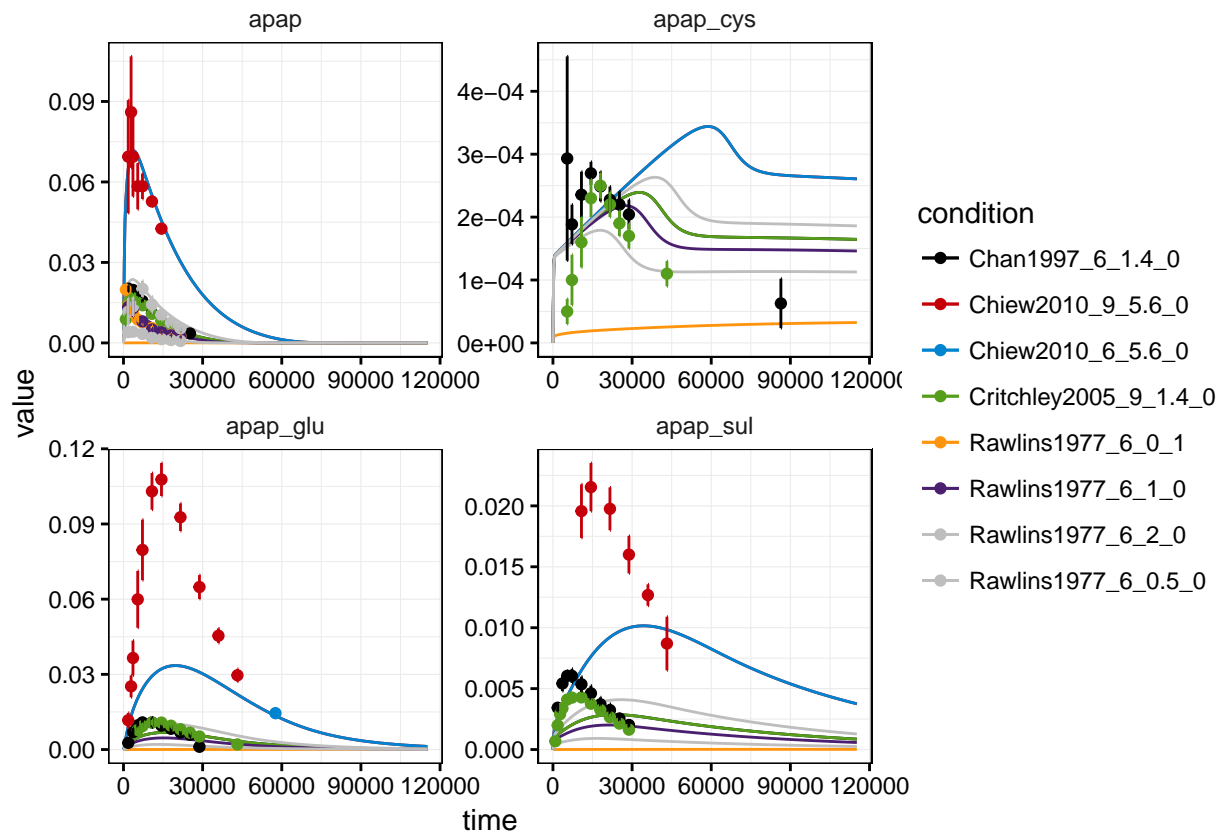 apap
apap_cys
0.09
0.06
0.03
0.00
4e−04
3e−04
2e−04
1e−04
0e+00
0 30000 60000 90000 120000
0 30000 60000 90000 120000
value
apap_glu
apap_sul
0.12
0.09
0.06
0.03
0.00
0.020
0.015
0.010
0.005
0.000
0 30000 60000 90000 120000
0 30000 60000 90000 120000
time
condition
Chan1997_6_1.4_0
Chiew2010_9_5.6_0
Chiew2010_6_5.6_0
Critchley2005_9_1.4_0
Rawlins1977_6_0_1
Rawlins1977_6_1_0
Rawlins1977_6_2_0
Rawlins1977_6_0.5_0